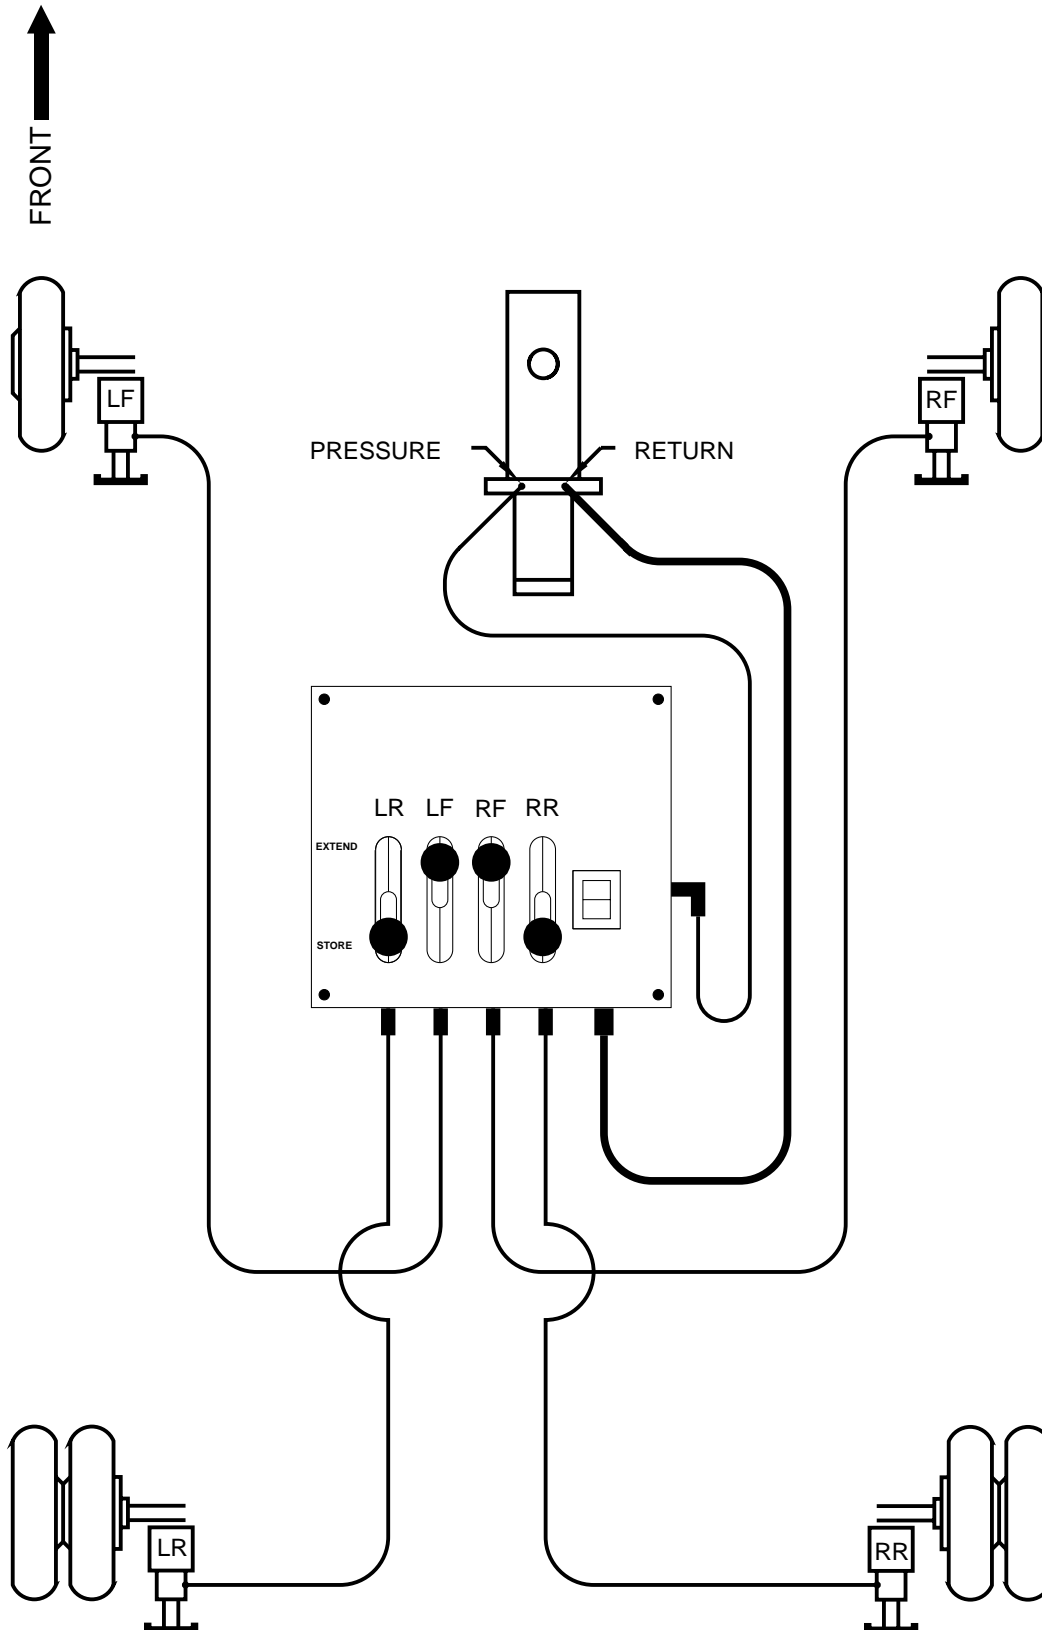 FRONT
LF
RF
PRESSURE
RETURN
LR LF RF RR
EXTEND
STORE
LR
RR